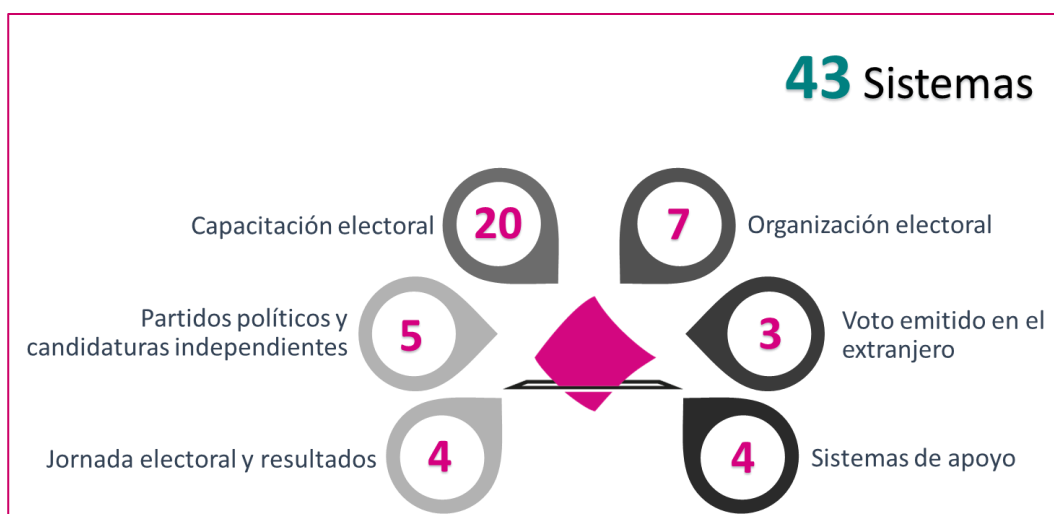 43 Sistemas
Capacitación electoral
20
7
Organización electoral
Partidos políticos y
candidaturas independientes
5
3
Voto emitido en el
extranjero
Jornada electoral y resultados
4
4
Sistemas de apoyo